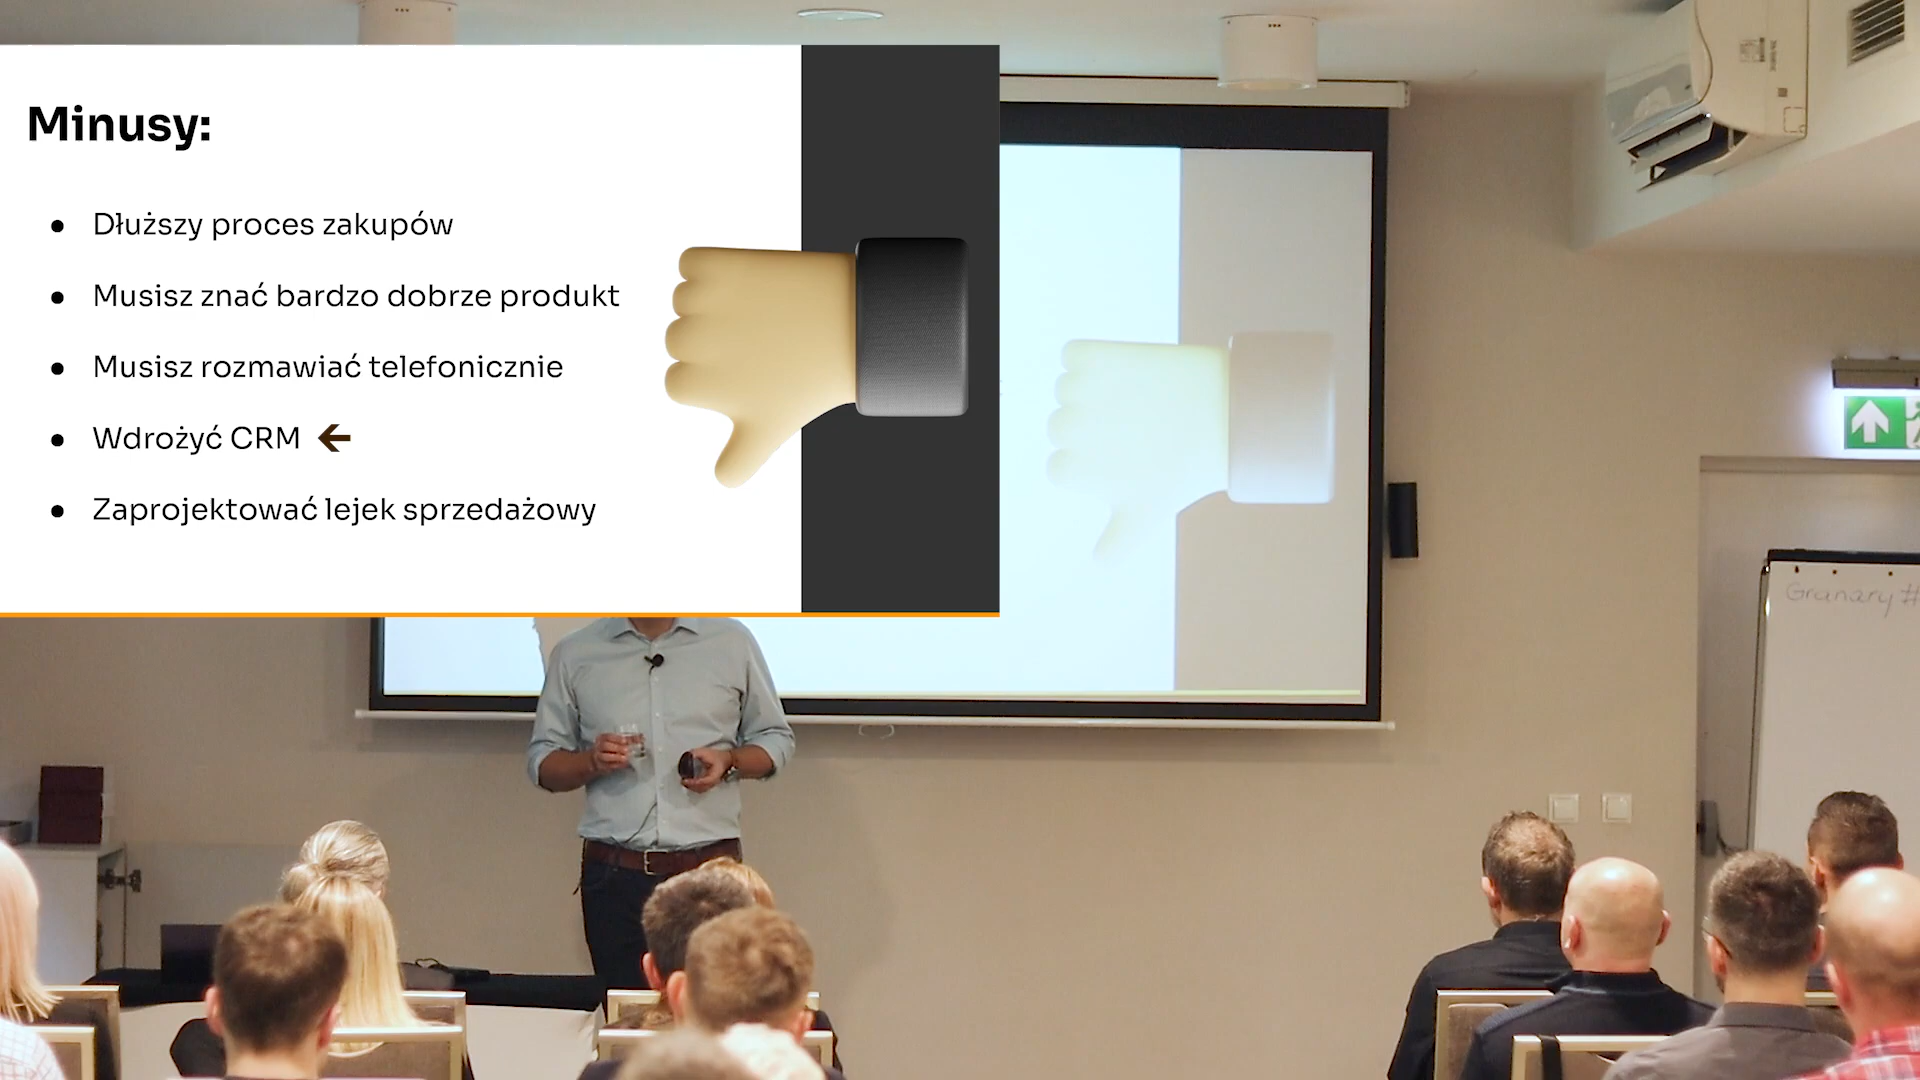 Minusy:
Dłuższy proces zakupów
Musisz znać bardzo dobrze produkt
Musisz rozmawiać telefonicznie
Wdrożyć CRM ←
Zaprojektować lejek sprzedażowy
Granary #